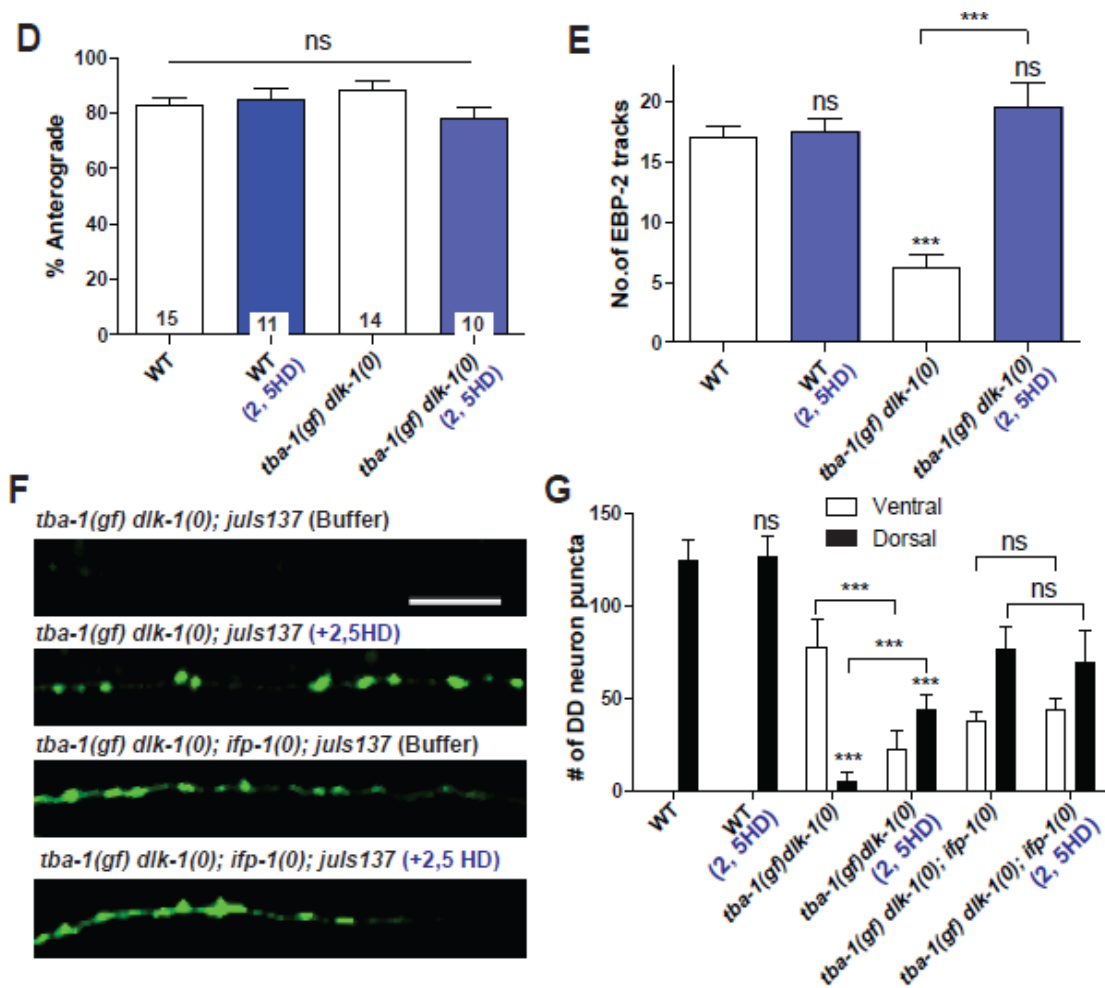 D
ns
100
80
60
40
20
0
% Anterograde
15
11
14
10
WT
WT
(2, 5HD)
tba-1(gf) dlk-1(0)
tba-1(gf) dlk-1(0)
(2, 5HD)
E
***
ns
ns
***
20
15
10
5
0
No.of EBP-2 tracks
WT
WT
(2, 5HD)
tba-1(gf) dlk-1(0)
tba-1(gf) dlk-1(0)
(2, 5HD)
F
tba-1(gf) dlk-1(0); juIs137 (Buffer)
tba-1(gf) dlk-1(0); juIs137 (+2,5HD)
tba-1(gf) dlk-1(0); ifp-1(0); juIs137 (Buffer)
tba-1(gf) dlk-1(0); ifp-1(0); juIs137 (+2,5 HD)
G
Ventral
Dorsal
150
100
50
0
# of DD neuron puncta
ns
***
***
***
***
ns
ns
WT
WT
(2, 5HD)
tba-1(gf)dlk-1(0)
tba-1(gf)dlk-1(0)
(2, 5HD)
tba-1(gf) dlk-1(0); ifp-1(0)
tba-1(gf) dlk-1(0); ifp-1(0)
(2, 5HD)